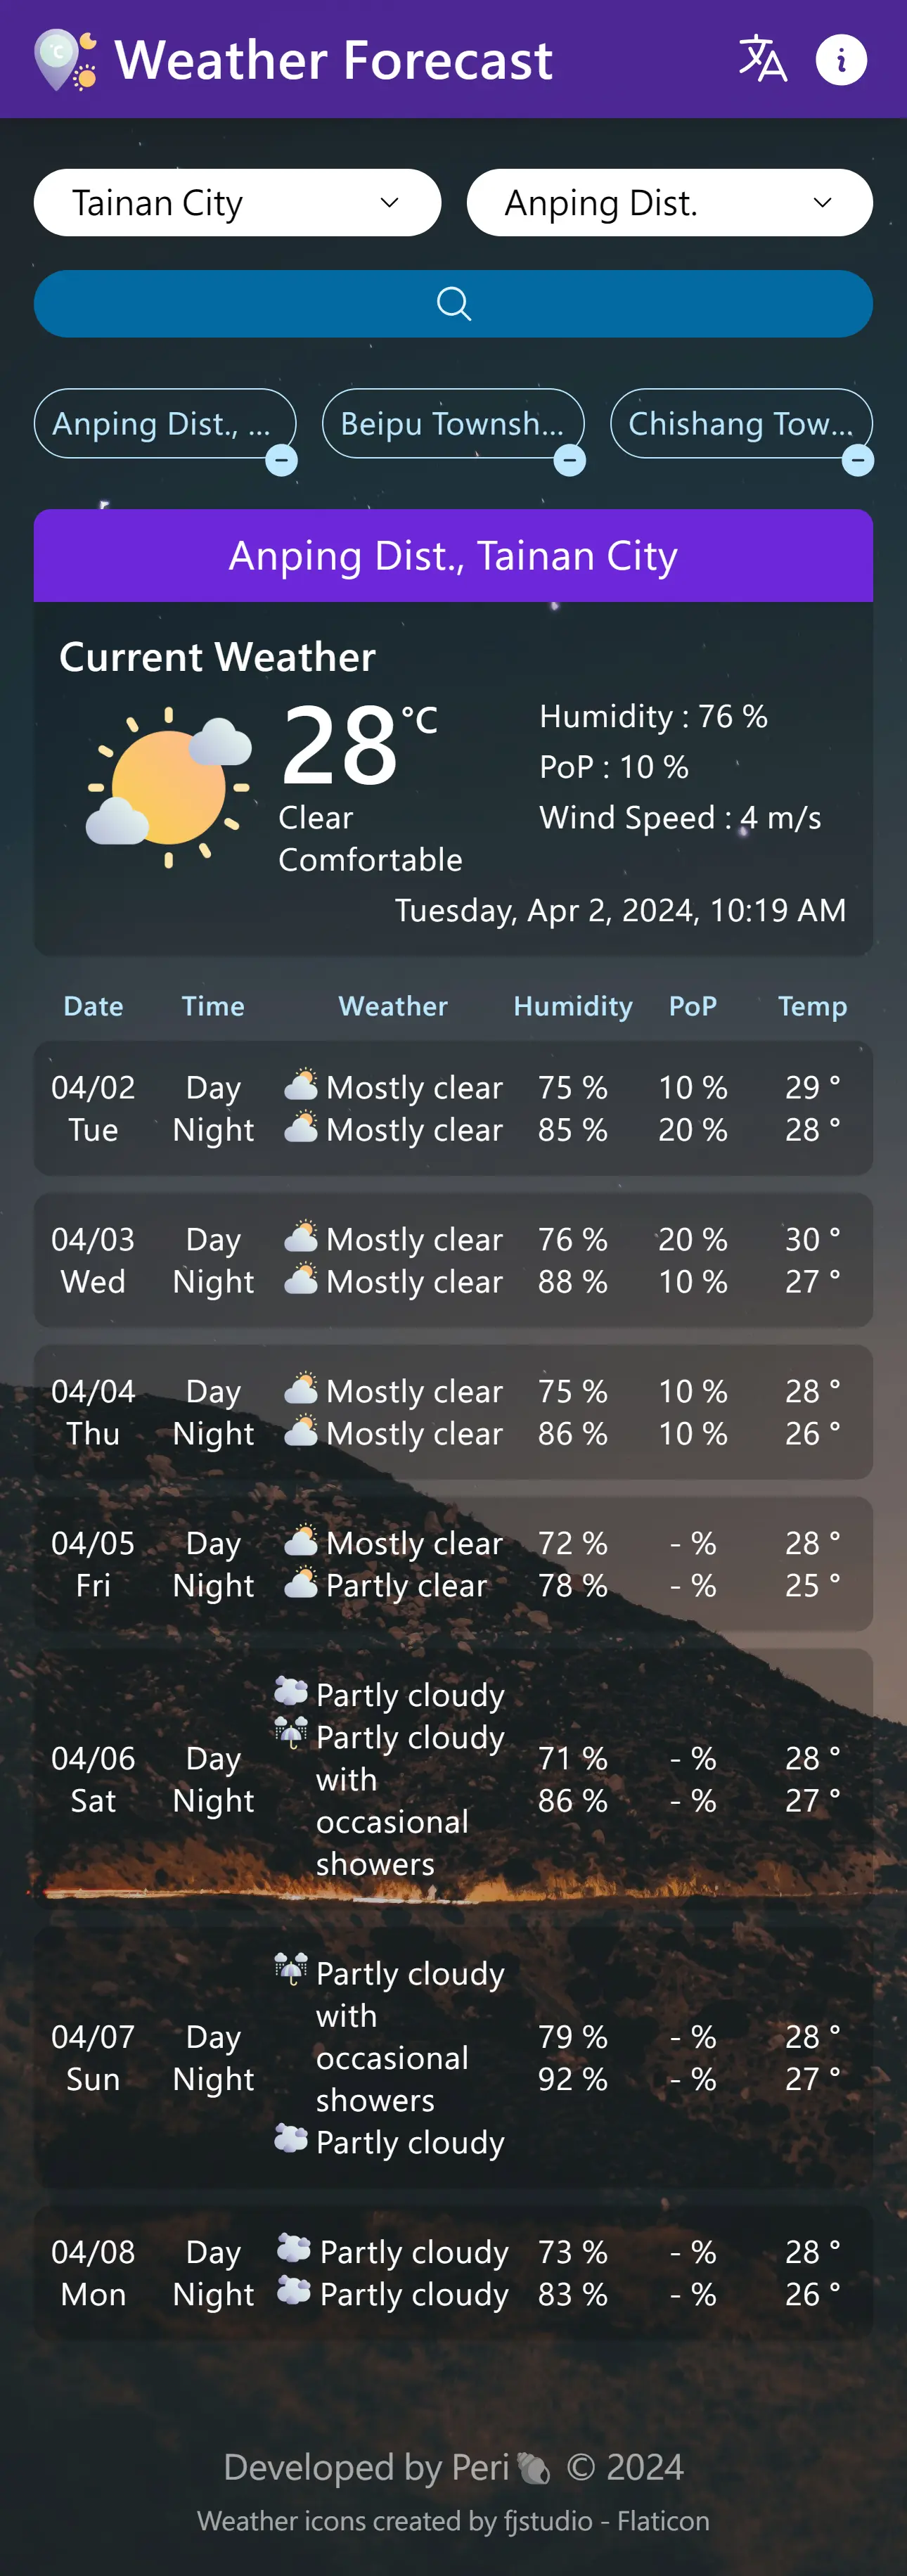 °C
Weather Forecast
文A
i
Tainan City
Anping Dist.
Anping Dist., ...
Beipu Townsh...
Chishang Tow...
Anping Dist., Tainan City
Current Weather
28 °C
Clear
Comfortable
Humidity : 76 %
PoP : 10 %
Wind Speed : 4 m/s
Tuesday, Apr 2, 2024, 10:19 AM
Date Time Weather Humidity PoP Temp
04/02 Day Mostly clear 75 % 10 % 29 °
Tue Night Mostly clear 85 % 20 % 28 °
04/03 Day Mostly clear 76 % 20 % 30 °
Wed Night Mostly clear 88 % 10 % 27 °
04/04 Day Mostly clear 75 % 10 % 28 °
Thu Night Mostly clear 86 % 10 % 26 °
04/05 Day Mostly clear 72 % - % 28 °
Fri Night Partly clear 78 % - % 25 °
Partly cloudy
Partly cloudy
04/06 Day 71 % - % 28 °
with
Sat Night 86 % - % 27 °
occasional
showers
Partly cloudy
with
04/07 Day 79 % - % 28 °
occasional
Sun Night 92 % - % 27 °
showers
Partly cloudy
04/08 Day Partly cloudy 73 % - % 28 °
Mon Night Partly cloudy 83 % - % 26 °
Developed by Peri © 2024
Weather icons created by fjstudio - Flaticon